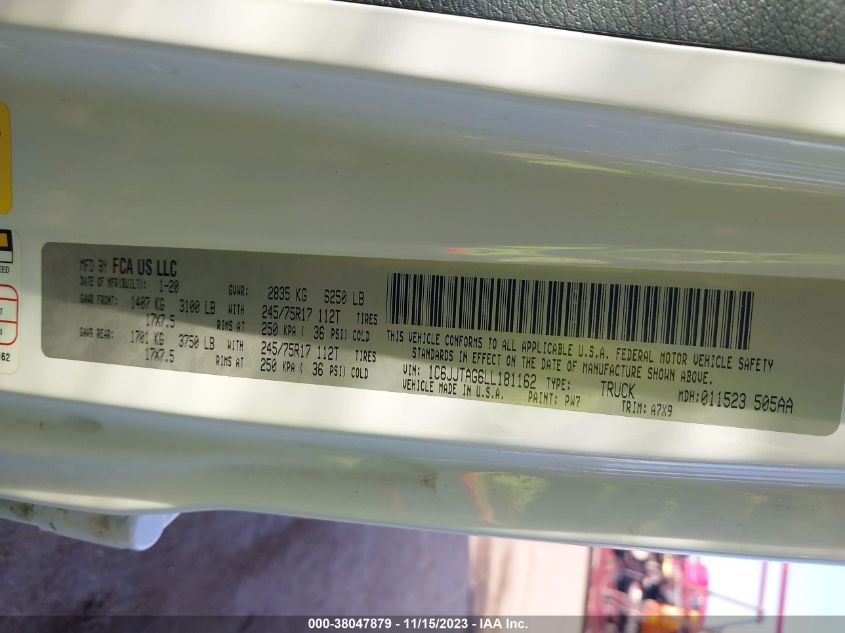 MFD BY FCA US LLC
DATE OF MFR(BUILT): 1-20
GVWR: 2835 KG 6250 LB
GAWR FRONT: 1407 KG 3100 LB WITH 245/75R17 112T TIRES
17X7.5 RIMS AT 250 KPA ( 36 PSI) COLD
GAWR REAR: 1701 KG 3750 LB WITH 245/75R17 112T TIRES
17X7.5 RIMS AT 250 KPA ( 36 PSI) COLD
THIS VEHICLE CONFORMS TO ALL APPLICABLE U.S.A. FEDERAL MOTOR VEHICLE SAFETY
STANDARDS IN EFFECT ON THE DATE OF MANUFACTURE SHOWN ABOVE.
VIN: 1C6JJTAG6LL181162 TYPE: TRUCK MDH:011523 505AA
VEHICLE MADE IN U.S.A. PAINT: PW7 TRIM: A7X9
000-38047879 - 11/15/2023 - IAA Inc.